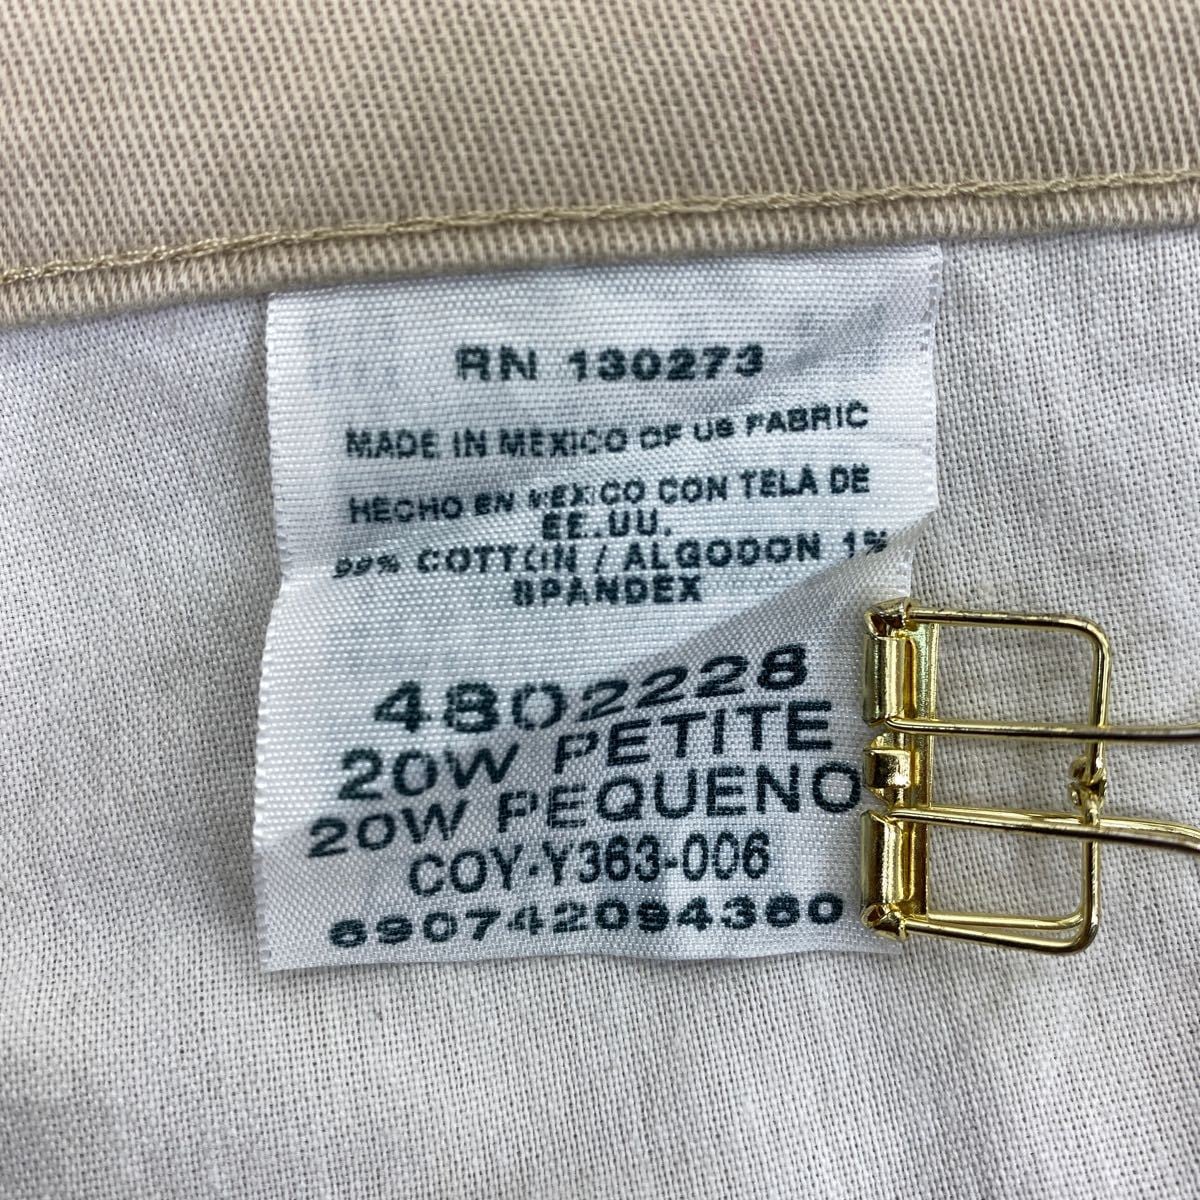 RN 130273
MADE IN MEXICO OF US FABRIC
HECHO EN MEXICO CON TELA DE
EE.UU.
99% COTTON / ALGODON 1%
SPANDEX
4802228
20W PETITE
20W PEQUENO
COY-Y363-006
690742094360